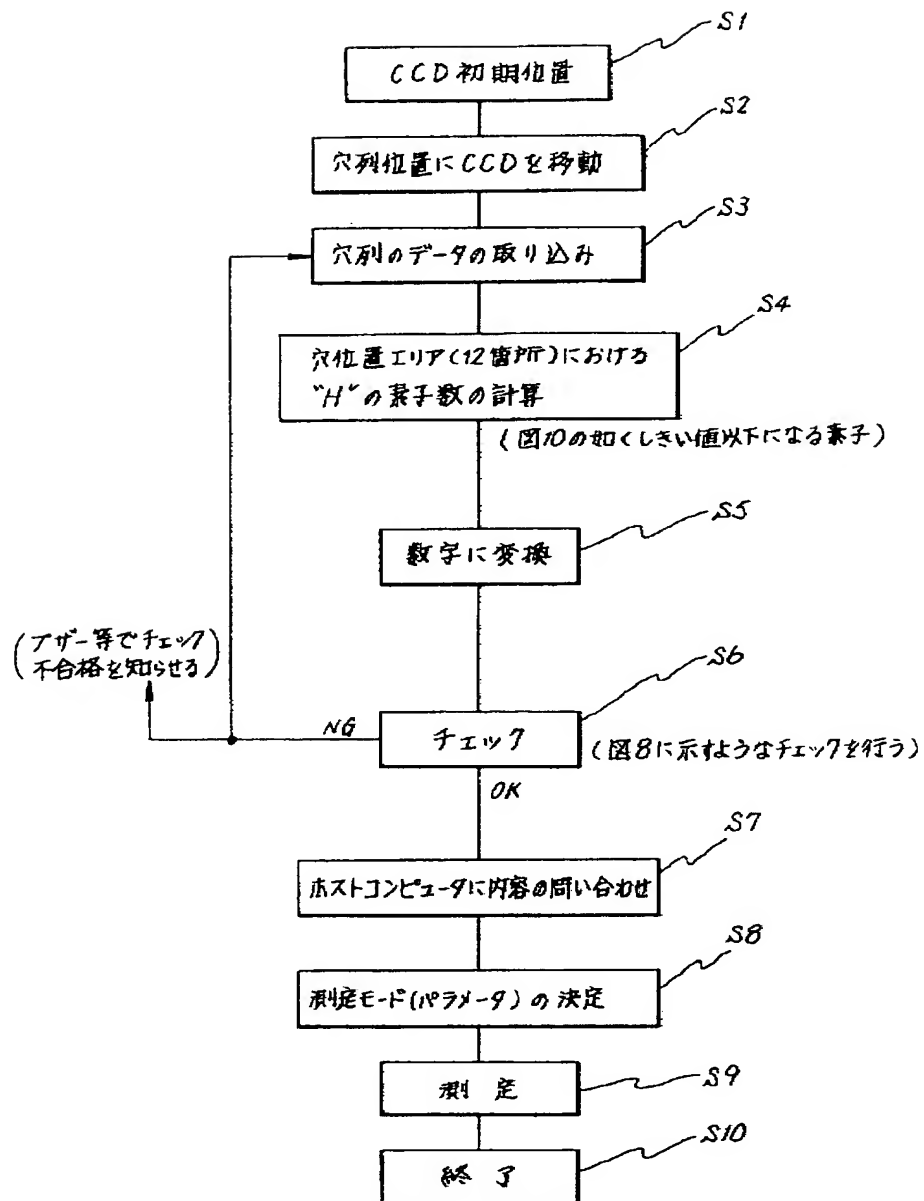 S1
CCD初期位置
S2
穴列位置にCCDを移動
S3
穴列のデータの取り込み
S4
穴位置エリア(12箇所)における
"H"の素子数の計算
(図10の如くしきい値以下になる素子)
S5
数字に変換
(ブザー等でチェック
不合格を知らせる)
S6
NG
チェック
(図8に示すようなチェックを行う)
OK
S7
ホストコンピュータに内容の問い合わせ
S8
測定モード(パラメータ)の決定
S9
測定
S10
終了